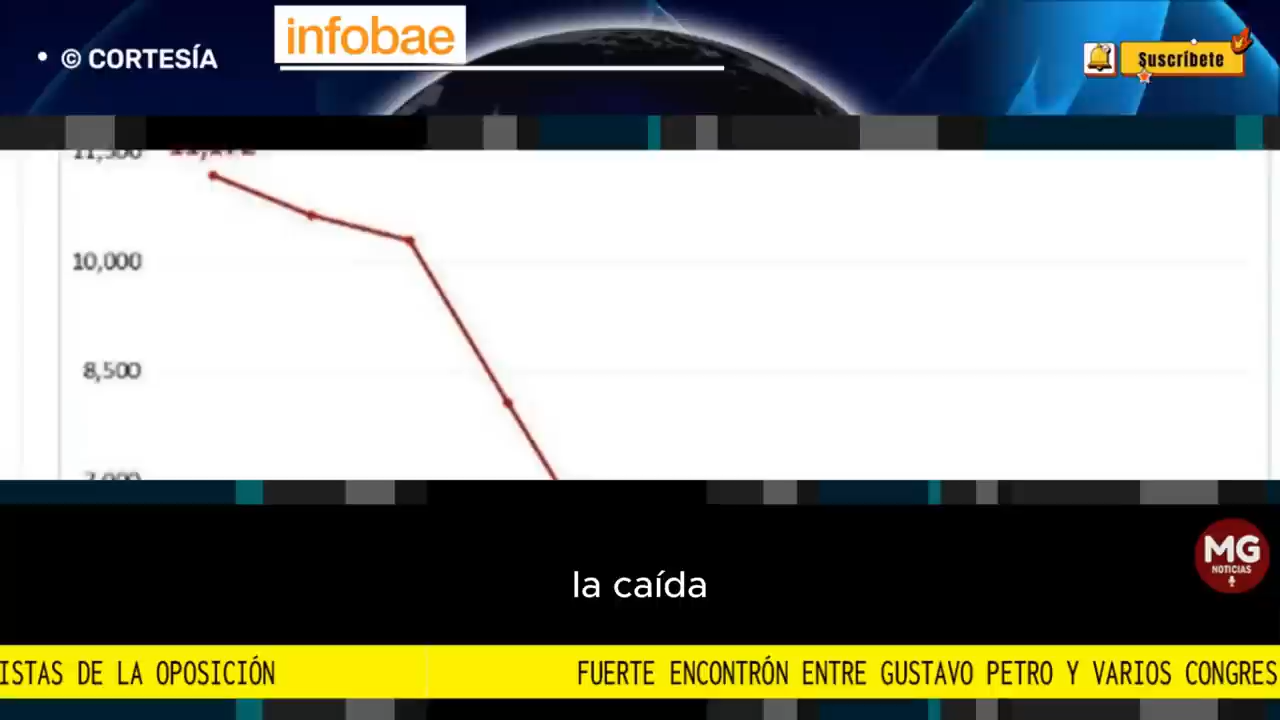 infobae
• © CORTESÍA
Suscríbete
10,000
8,500
la caída
MG
NOTICIAS
ISTAS DE LA OPOSICIÓN
FUERTE ENCONTRÓN ENTRE GUSTAVO PETRO Y VARIOS CONGRES